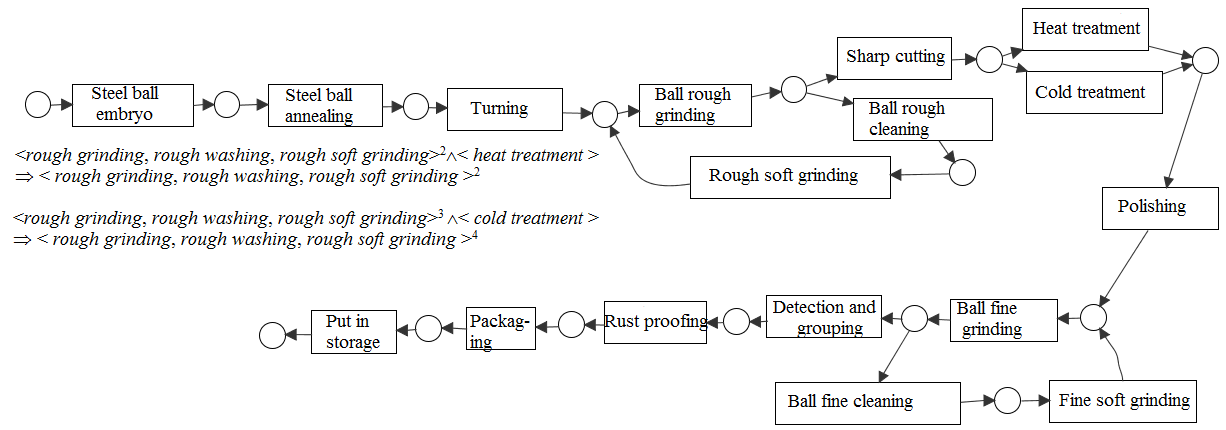 Heat treatment
Sharp cutting
Cold treatment
Steel ball
embryo
Steel ball
annealing
Turning
Ball rough
grinding
Ball rough
cleaning
<rough grinding, rough washing, rough soft grinding>²∧< heat treatment >
⇒ < rough grinding, rough washing, rough soft grinding >²
Rough soft grinding
<rough grinding, rough washing, rough soft grinding>³ ∧< cold treatment >
⇒ < rough grinding, rough washing, rough soft grinding >⁴
Polishing
Ball fine
grinding
Detection and
grouping
Rust proofing
Packag-
ing
Put in
storage
Ball fine cleaning
Fine soft grinding